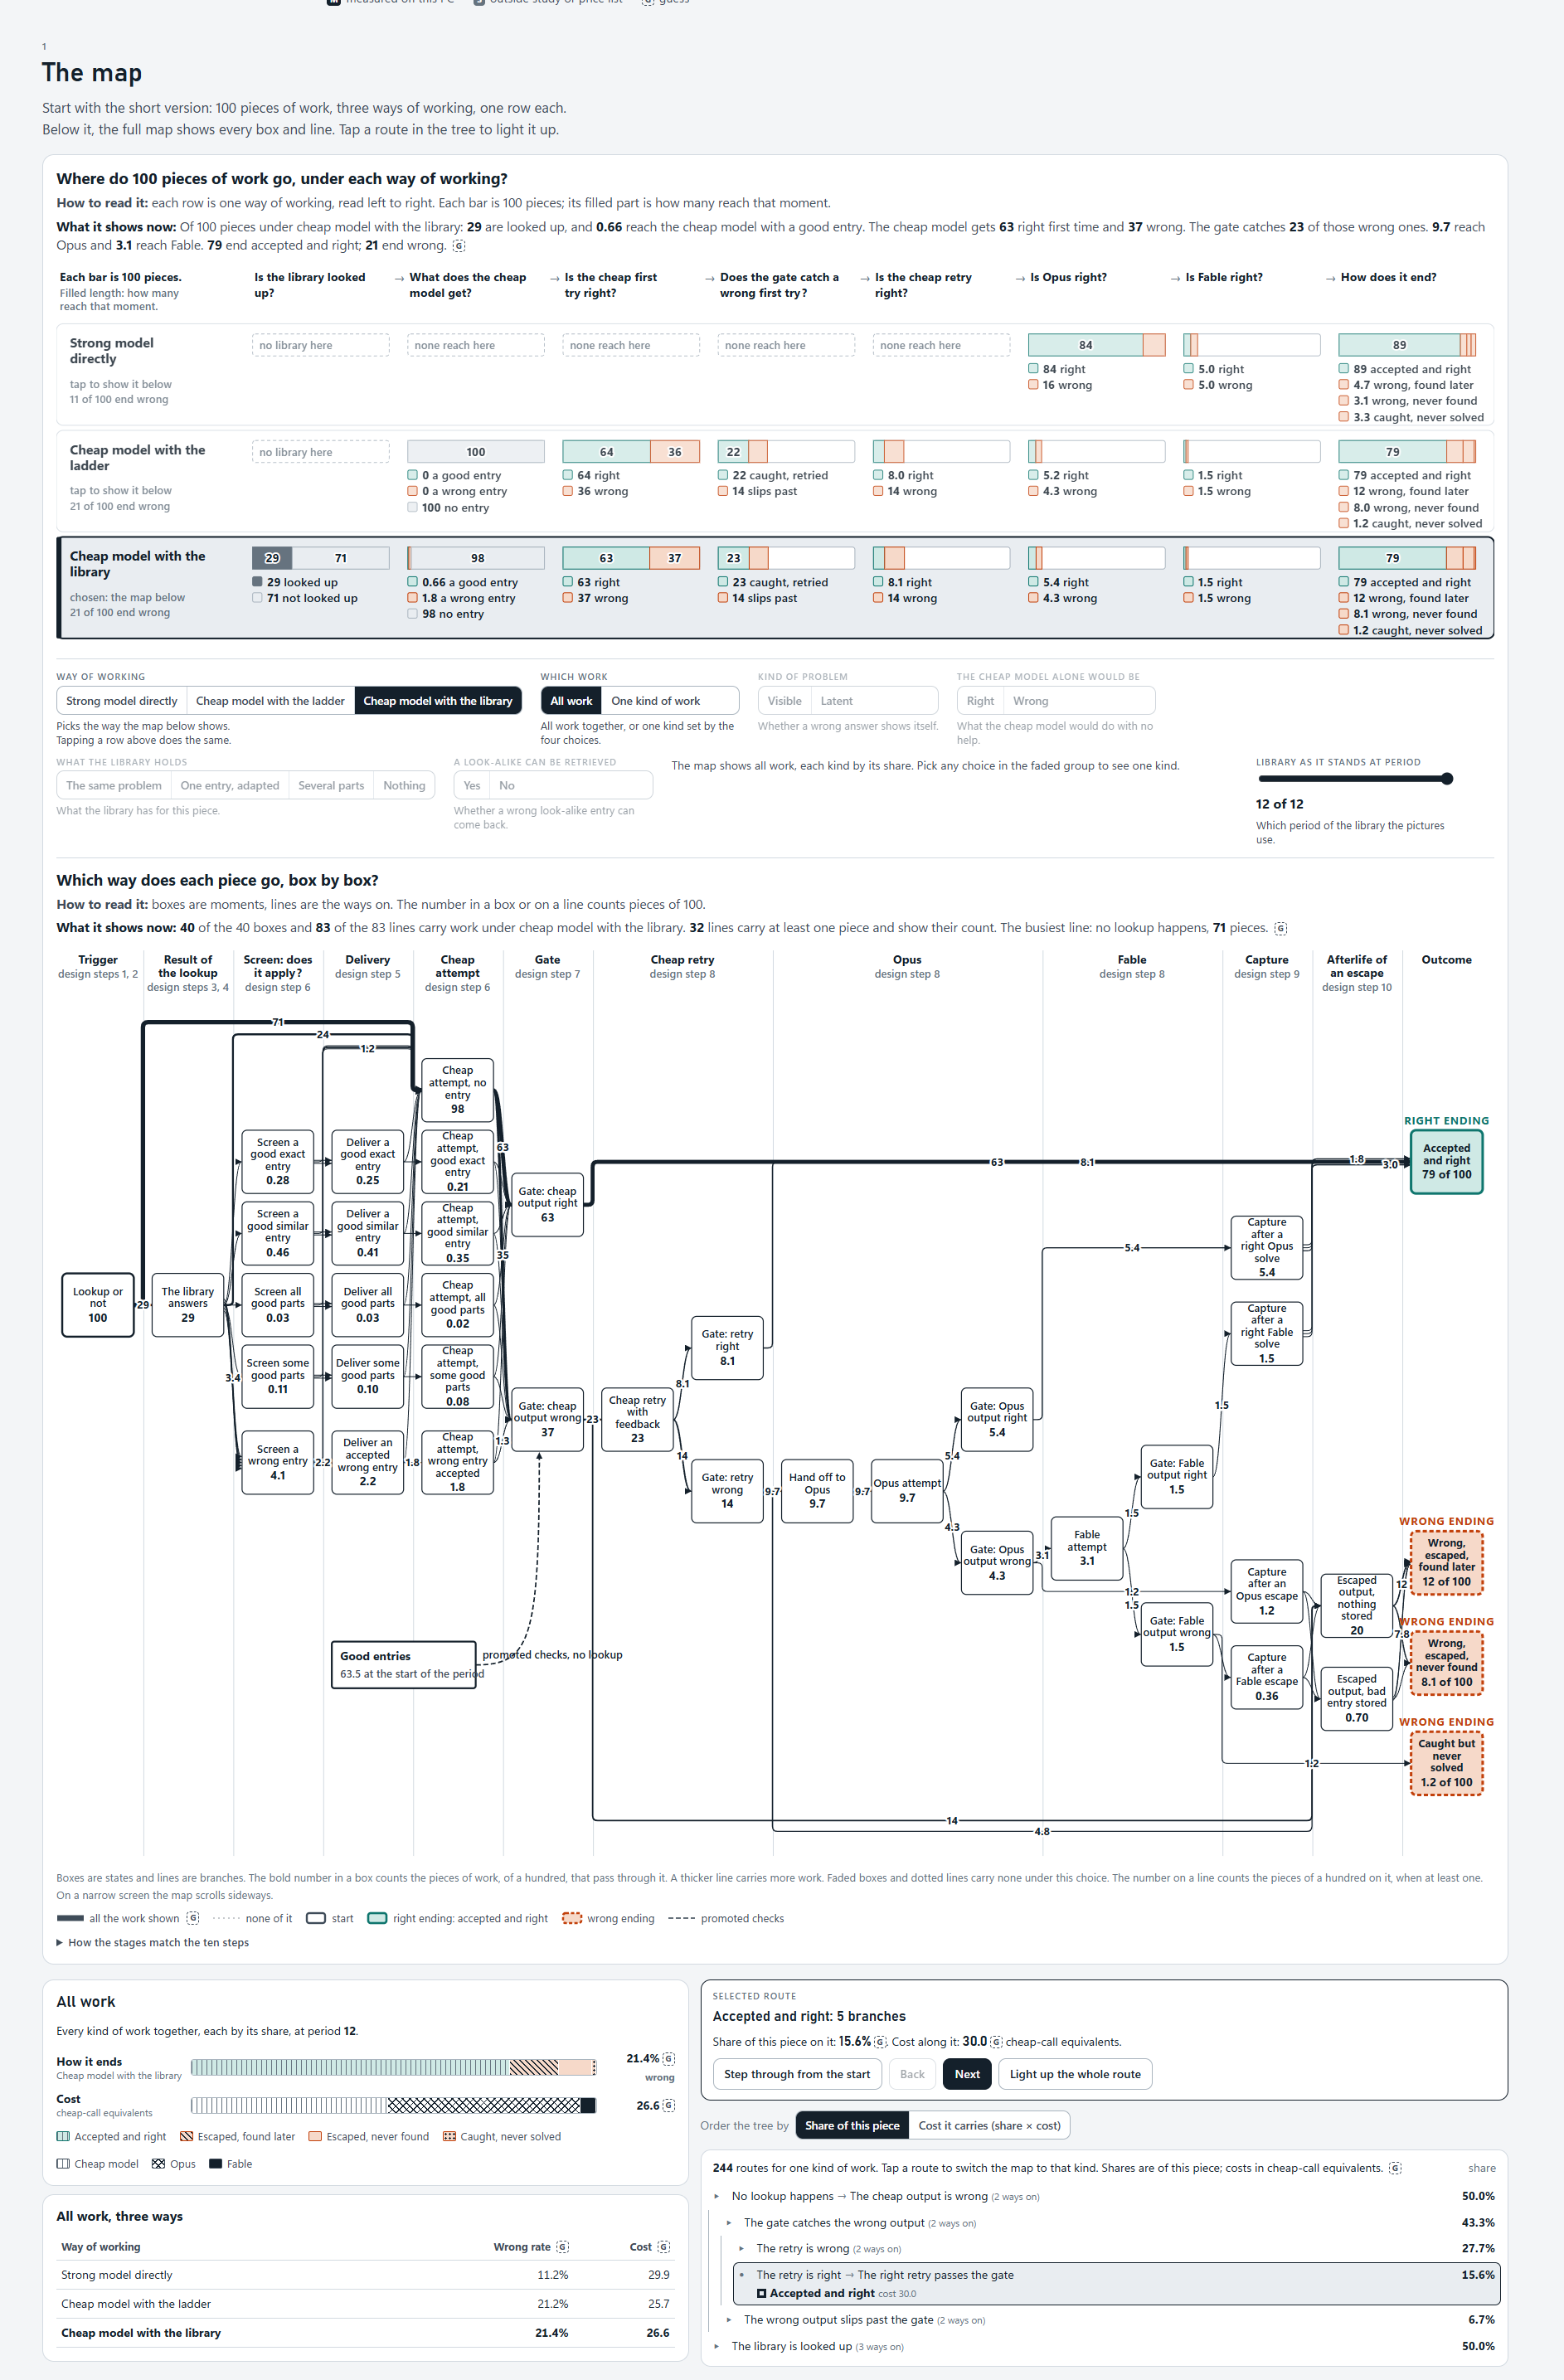 measured on this PC
outside study or price list
guess
1
The map
Start with the short version: 100 pieces of work, three ways of working, one row each.
Below it, the full map shows every box and line. Tap a route in the tree to light it up.
Where do 100 pieces of work go, under each way of working?
How to read it: each row is one way of working, read left to right. Each bar is 100 pieces; its filled part is how many reach that moment.
What it shows now: Of 100 pieces under cheap model with the library: 29 are looked up, and 0.66 reach the cheap model with a good entry. The cheap model gets 63 right first time and 37 wrong. The gate catches 23 of those wrong ones. 9.7 reach
Opus and 3.1 reach Fable. 79 end accepted and right; 21 end wrong. G
Each bar is 100 pieces.
Filled length: how many
reach that moment.
Is the library looked
up?
→ What does the cheap
model get?
→ Is the cheap first
try right?
→ Does the gate catch a
wrong first try?
→ Is the cheap retry
right?
→ Is Opus right?
→ Is Fable right?
→ How does it end?
Strong model
directly
tap to show it below
11 of 100 end wrong
no library here
none reach here
none reach here
none reach here
none reach here
84
84 right
16 wrong
5.0 right
5.0 wrong
89
89 accepted and right
4.7 wrong, found later
3.1 wrong, never found
3.3 caught, never solved
Cheap model with the
ladder
tap to show it below
21 of 100 end wrong
no library here
100
0 a good entry
0 a wrong entry
100 no entry
64 36
64 right
36 wrong
22
22 caught, retried
14 slips past
8.0 right
14 wrong
5.2 right
4.3 wrong
1.5 right
1.5 wrong
79
79 accepted and right
12 wrong, found later
8.0 wrong, never found
1.2 caught, never solved
Cheap model with the
library
chosen: the map below
21 of 100 end wrong
29 71
29 looked up
71 not looked up
98
0.66 a good entry
1.8 a wrong entry
98 no entry
63 37
63 right
37 wrong
23
23 caught, retried
14 slips past
8.1 right
14 wrong
5.4 right
4.3 wrong
1.5 right
1.5 wrong
79
79 accepted and right
12 wrong, found later
8.1 wrong, never found
1.2 caught, never solved
WAY OF WORKING
Strong model directly Cheap model with the ladder Cheap model with the library
Picks the way the map below shows.
Tapping a row above does the same.
WHICH WORK
All work One kind of work
All work together, or one kind set by the
four choices.
KIND OF PROBLEM
Visible Latent
Whether a wrong answer shows itself.
THE CHEAP MODEL ALONE WOULD BE
Right Wrong
What the cheap model would do with no
help.
WHAT THE LIBRARY HOLDS
The same problem One entry, adapted Several parts Nothing
What the library has for this piece.
A LOOK-ALIKE CAN BE RETRIEVED
Yes No
Whether a wrong look-alike entry can
come back.
The map shows all work, each kind by its share. Pick any choice in the faded group to see one kind.
LIBRARY AS IT STANDS AT PERIOD
12 of 12
Which period of the library the pictures
use.
Which way does each piece go, box by box?
How to read it: boxes are moments, lines are the ways on. The number in a box or on a line counts pieces of 100.
What it shows now: 40 of the 40 boxes and 83 of the 83 lines carry work under cheap model with the library. 32 lines carry at least one piece and show their count. The busiest line: no lookup happens, 71 pieces. G
Trigger
design steps 1, 2
Result of
the lookup
design steps 3, 4
Screen: does
it apply?
design step 6
Delivery
design step 5
Cheap
attempt
design step 6
Gate
design step 7
Cheap retry
design step 8
Opus
design step 8
Fable
design step 8
Capture
design step 9
Afterlife of
an escape
design step 10
Outcome
71
24
1.2
Cheap
attempt, no
entry
98
RIGHT ENDING
Accepted
and right
79 of 100
63
63
8.1
1.8
3.0
Screen a
good exact
entry
0.28
Deliver a
good exact
entry
0.25
Cheap
attempt,
good exact
entry
0.21
Gate: cheap
output right
63
Screen a
good similar
entry
0.46
Deliver a
good similar
entry
0.41
Cheap
attempt,
good similar
entry
0.35
35
5.4
Capture
after a
right Opus
solve
5.4
Lookup or
not
100
29
The library
answers
29
Screen all
good parts
0.03
Deliver all
good parts
0.03
Cheap
attempt, all
good parts
0.02
Gate: retry
right
8.1
Capture
after a
right Fable
solve
1.5
3.4
Screen some
good parts
0.11
Deliver some
good parts
0.10
Cheap
attempt,
some good
parts
0.08
8.1
1.5
Gate: cheap
output wrong
37
23
Cheap retry
with
feedback
23
Gate: Opus
output right
5.4
Screen a
wrong entry
4.1
2.2
Deliver an
accepted
wrong entry
2.2
1.8
Cheap
attempt,
wrong entry
accepted
1.8
1.3
14
Gate: retry
wrong
14
9.7
Hand off to
Opus
9.7
9.7
Opus attempt
9.7
5.4
4.3
Gate: Fable
output right
1.5
Gate: Opus
output wrong
4.3
3.1
Fable
attempt
3.1
1.5
1.2
1.5
Gate: Fable
output wrong
1.5
Capture
after an
Opus escape
1.2
Capture
after a
Fable escape
0.36
Escaped
output,
nothing
stored
20
Escaped
output, bad
entry stored
0.70
WRONG ENDING
Wrong,
escaped,
found later
12 of 100
12
WRONG ENDING
7.8
Wrong,
escaped,
never found
8.1 of 100
WRONG ENDING
Caught but
never
solved
1.2 of 100
1.2
Good entries
63.5 at the start of the period
promoted checks, no lookup
14
4.8
Boxes are states and lines are branches. The bold number in a box counts the pieces of work, of a hundred, that pass through it. A thicker line carries more work. Faded boxes and dotted lines carry none under this choice. The number on a line counts the pieces of a hundred on it, when at least one.
On a narrow screen the map scrolls sideways.
all the work shown G none of it start right ending: accepted and right wrong ending promoted checks
How the stages match the ten steps
All work
Every kind of work together, each by its share, at period 12.
How it ends
Cheap model with the library
21.4% G
wrong
Cost
cheap-call equivalents
26.6 G
Accepted and right Escaped, found later Escaped, never found Caught, never solved
Cheap model Opus Fable
All work, three ways
Way of working Wrong rate G Cost G
Strong model directly 11.2% 29.9
Cheap model with the ladder 21.2% 25.7
Cheap model with the library 21.4% 26.6
SELECTED ROUTE
Accepted and right: 5 branches
Share of this piece on it: 15.6% G. Cost along it: 30.0 G cheap-call equivalents.
Step through from the start Back Next Light up the whole route
Order the tree by Share of this piece Cost it carries (share × cost)
244 routes for one kind of work. Tap a route to switch the map to that kind. Shares are of this piece; costs in cheap-call equivalents. G share
No lookup happens → The cheap output is wrong (2 ways on) 50.0%
The gate catches the wrong output (2 ways on) 43.3%
The retry is wrong (2 ways on) 27.7%
The retry is right → The right retry passes the gate 15.6%
Accepted and right cost 30.0
The wrong output slips past the gate (2 ways on) 6.7%
The library is looked up (3 ways on) 50.0%